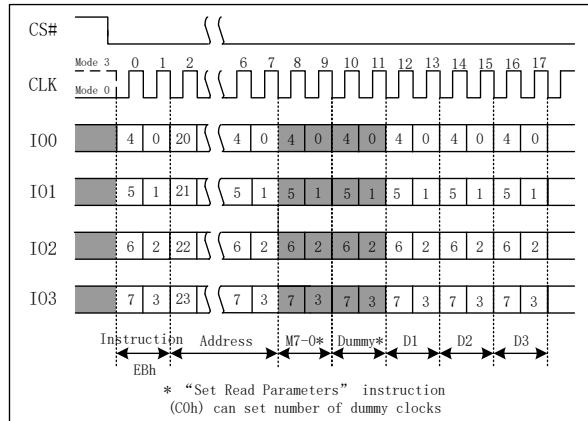 CS#
Mode 3 0 1 2 6 7 8 9 10 11 12 13 14 15 16 17
CLK
Mode 0
IO0 4 0 20 4 0 4 0 4 0 4 0 4 0 4 0
IO1 5 1 21 5 1 5 1 5 1 5 1 5 1 5 1
IO2 6 2 22 6 2 6 2 6 2 6 2 6 2 6 2
IO3 7 3 23 7 3 7 3 7 3 7 3 7 3 7 3
Instruction Address M7-0* Dummy* D1 D2 D3
EBh
* “Set Read Parameters” instruction
(C0h) can set number of dummy clocks